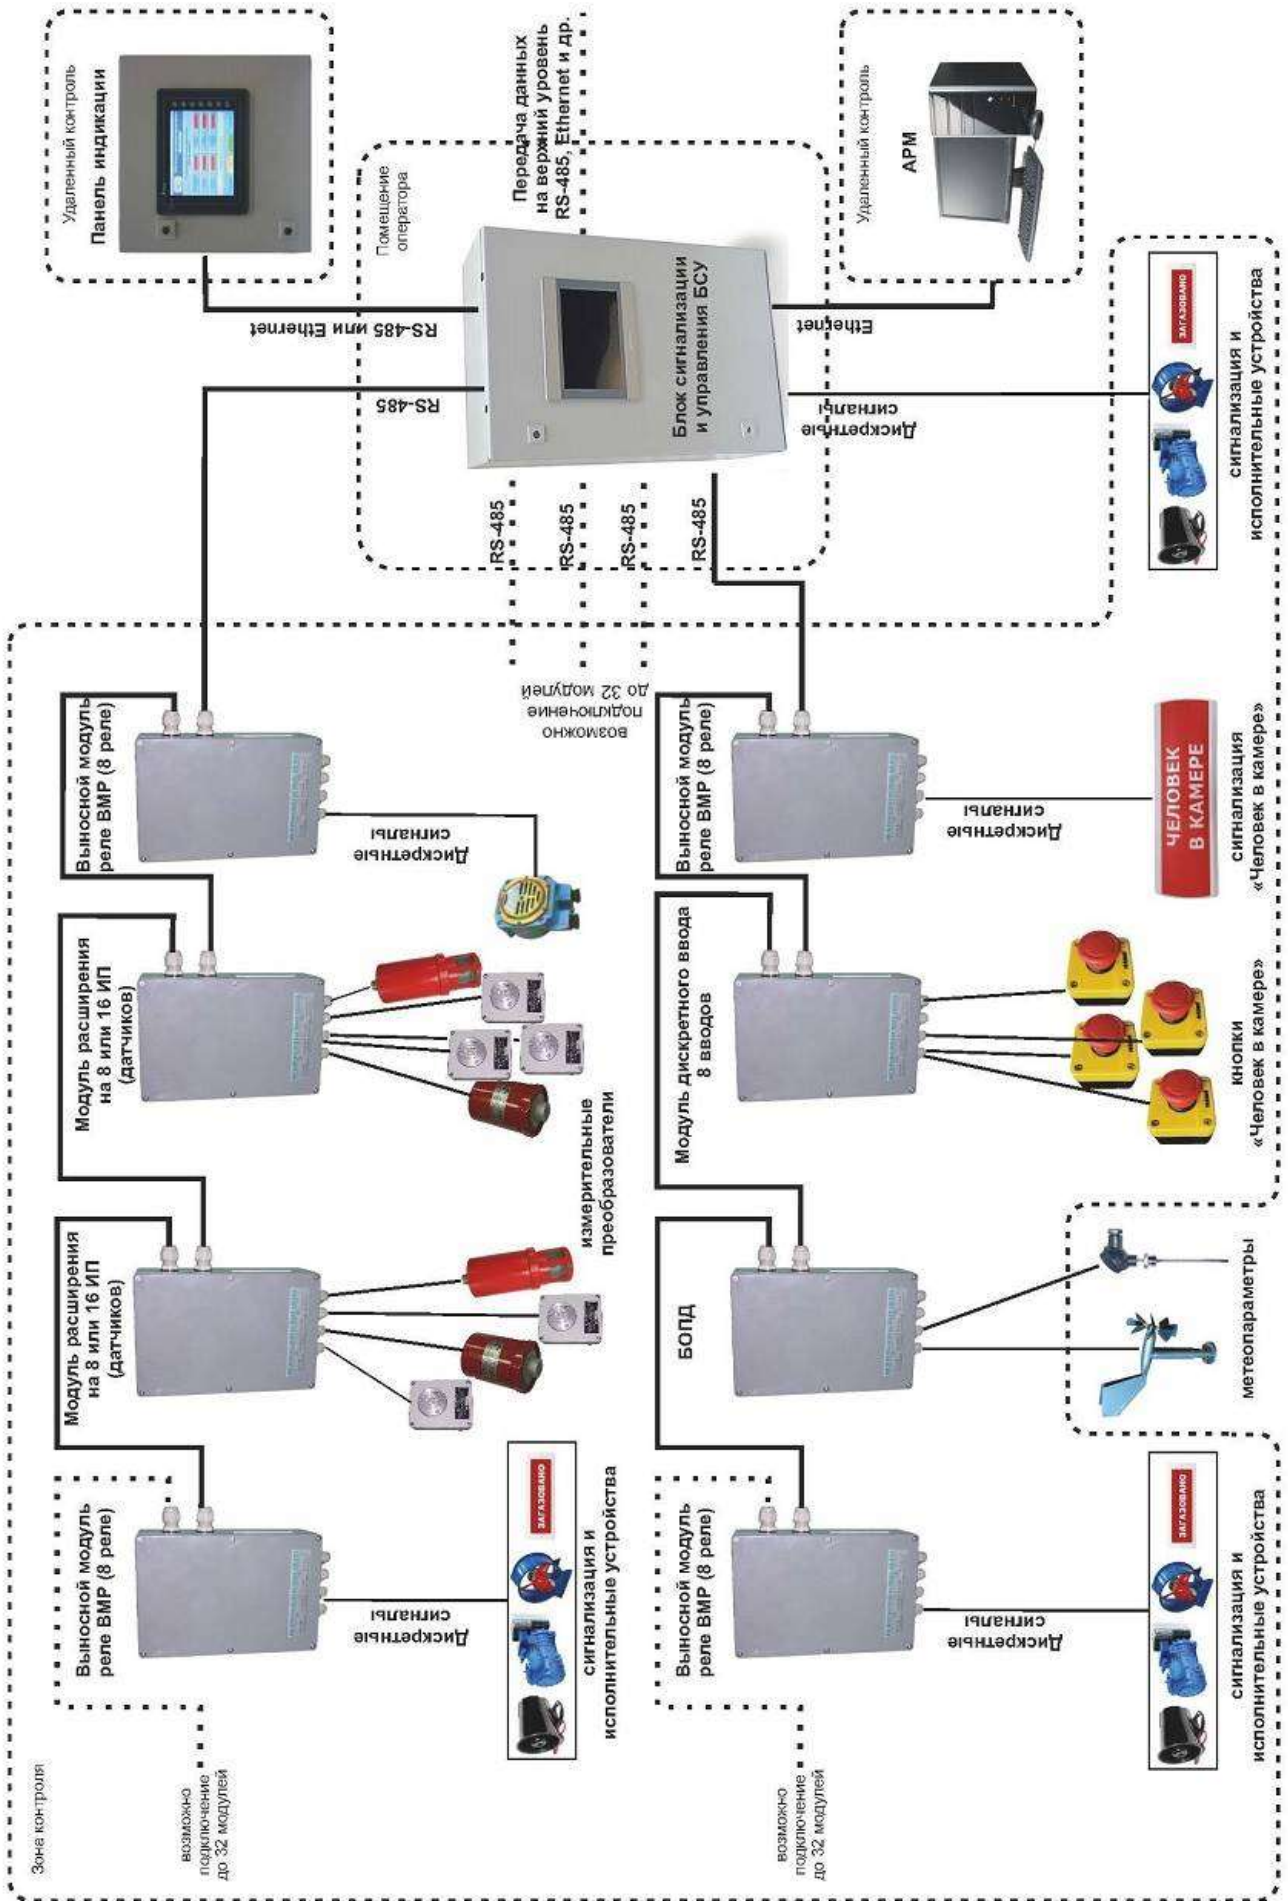 Зона контроля
возможно
подключение
до 32 модулей
Выносной модуль
реле ВМР (8 реле)
Дискретные
сигналы
ЗАГАЗОВАНО
сигнализация и
исполнительные устройства
Модуль расширения
на 8 или 16 ИП
(датчиков)
Модуль расширения
на 8 или 16 ИП
(датчиков)
измерительные
преобразователи
Выносной модуль
реле ВМР (8 реле)
Дискретные
сигналы
возможно
подключение
до 32 модулей
Выносной модуль
реле ВМР (8 реле)
Дискретные
сигналы
ЗАГАЗОВАНО
сигнализация и
исполнительные устройства
БОПД
метеопараметры
Модуль дискретного ввода
8 вводов
кнопки
«Человек в камере»
Выносной модуль
реле ВМР (8 реле)
Дискретные
сигналы
ЧЕЛОВЕК
В КАМЕРЕ
сигнализация
«Человек в камере»
возможно
подключение
до 32 модулей
RS-485
RS-485
RS-485
RS-485
RS-485
RS-485 или Ethernet
Помещение
оператора
Блок сигнализации
и управления БСУ
Дискретные
сигналы
Ethernet
ЗАГАЗОВАНО
сигнализация и
исполнительные устройства
Удаленный контроль
Панель индикации
Передача данных
на верхний уровень
RS-485, Ethernet и др.
Удаленный контроль
АРМ